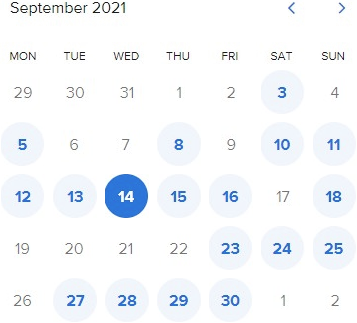 September 2021
MON TUE WED THU FRI SAT SUN
29 30 31 1 2 3 4
5 6 7 8 9 10 11
12 13 14 15 16 17 18
19 20 21 22 23 24 25
26 27 28 29 30 1 2